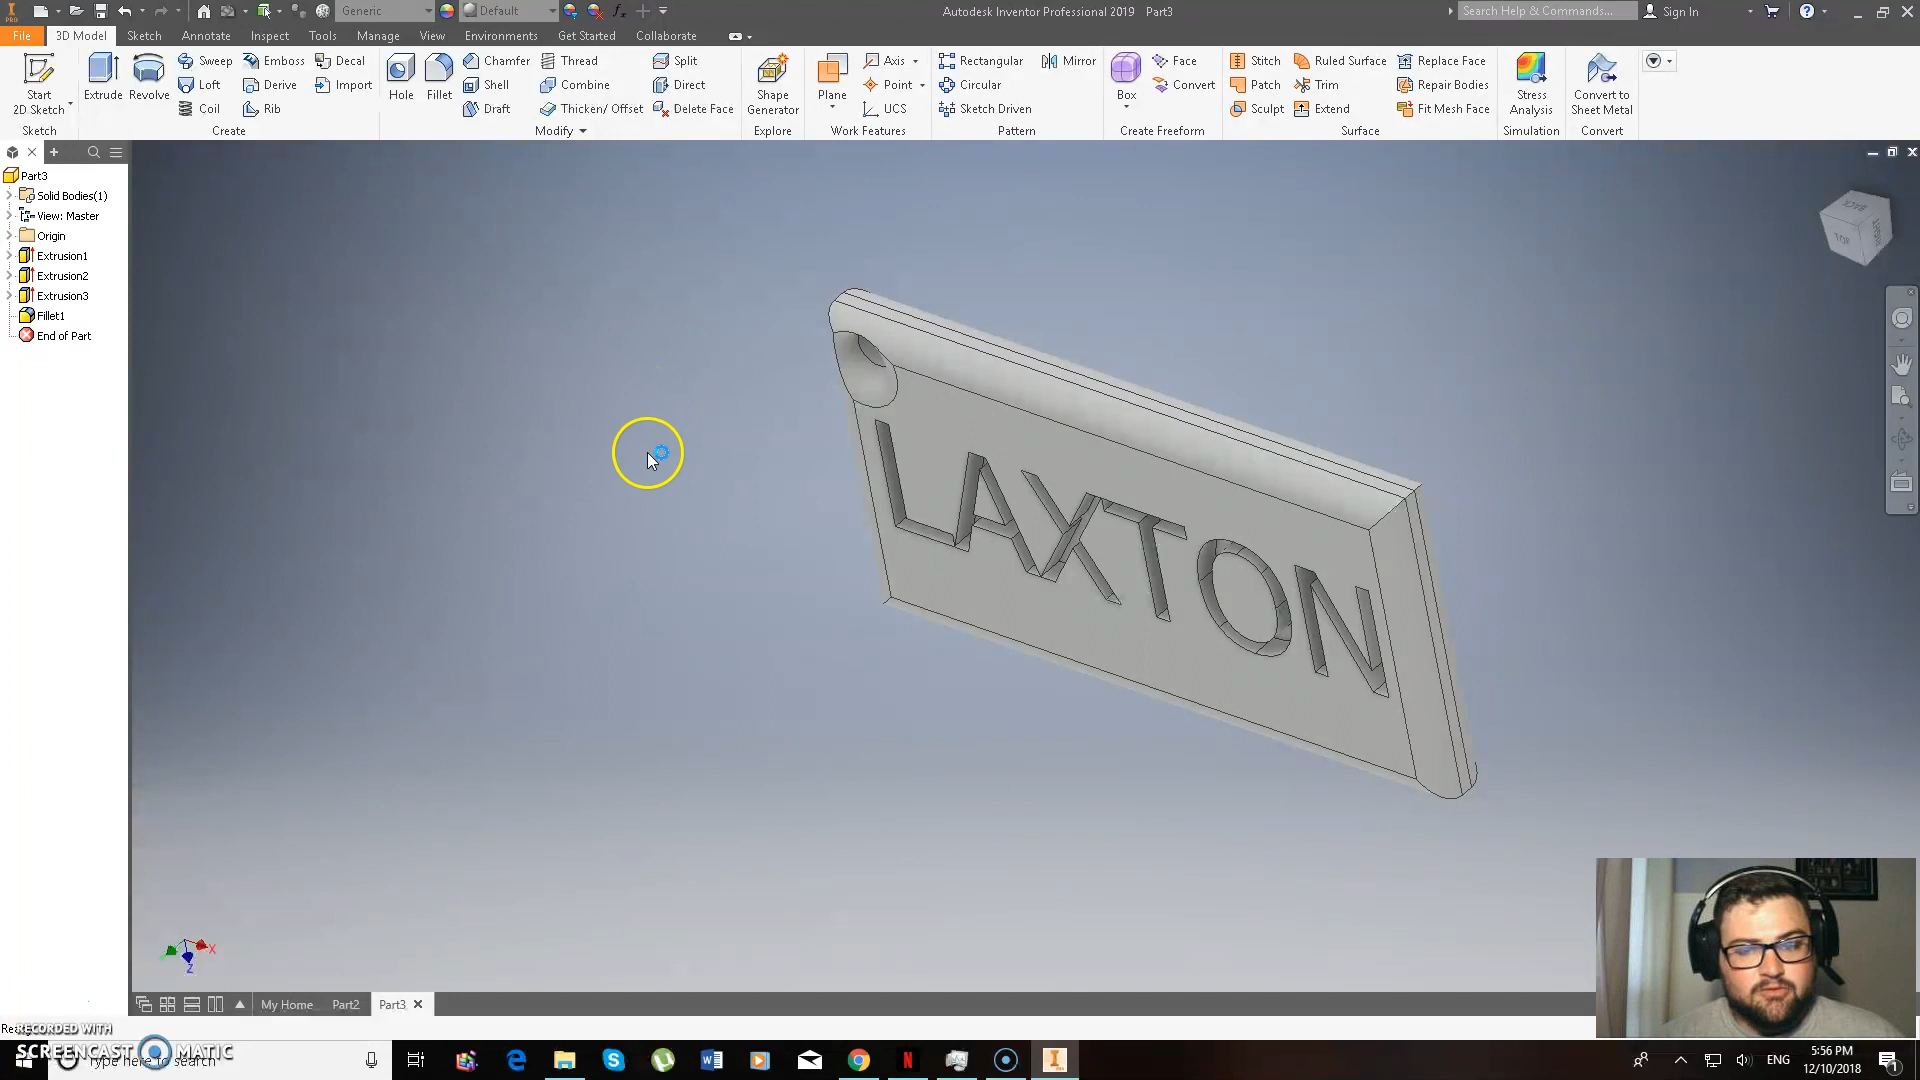 Generic
Default
Autodesk Inventor Professional 2019 Part3
Search Help & Commands...
Sign In
File
3D Model
Sketch
Annotate
Inspect
Tools
Manage
View
Environments
Get Started
Collaborate
Start
2D Sketch
Sketch
Extrude
Revolve
Sweep
Loft
Coil
Emboss
Derive
Rib
Decal
Import
Create
Hole
Fillet
Chamfer
Shell
Draft
Thread
Combine
Thicken/ Offset
Split
Direct
Delete Face
Modify
Shape
Generator
Explore
Plane
Axis
Point
UCS
Work Features
Rectangular
Circular
Sketch Driven
Mirror
Pattern
Box
Face
Convert
Create Freeform
Stitch
Patch
Sculpt
Ruled Surface
Trim
Extend
Replace Face
Repair Bodies
Fit Mesh Face
Surface
Stress
Analysis
Simulation
Convert to
Sheet Metal
Convert
Part3
Solid Bodies(1)
View: Master
Origin
Extrusion1
Extrusion2
Extrusion3
Fillet1
End of Part
BACK
TOP
RIGHT
LAXTON
X
Z
My Home
Part2
Part3
RECORDED WITH
SCREENCAST MATIC
Type here to search
ENG
5:56 PM
12/10/2018